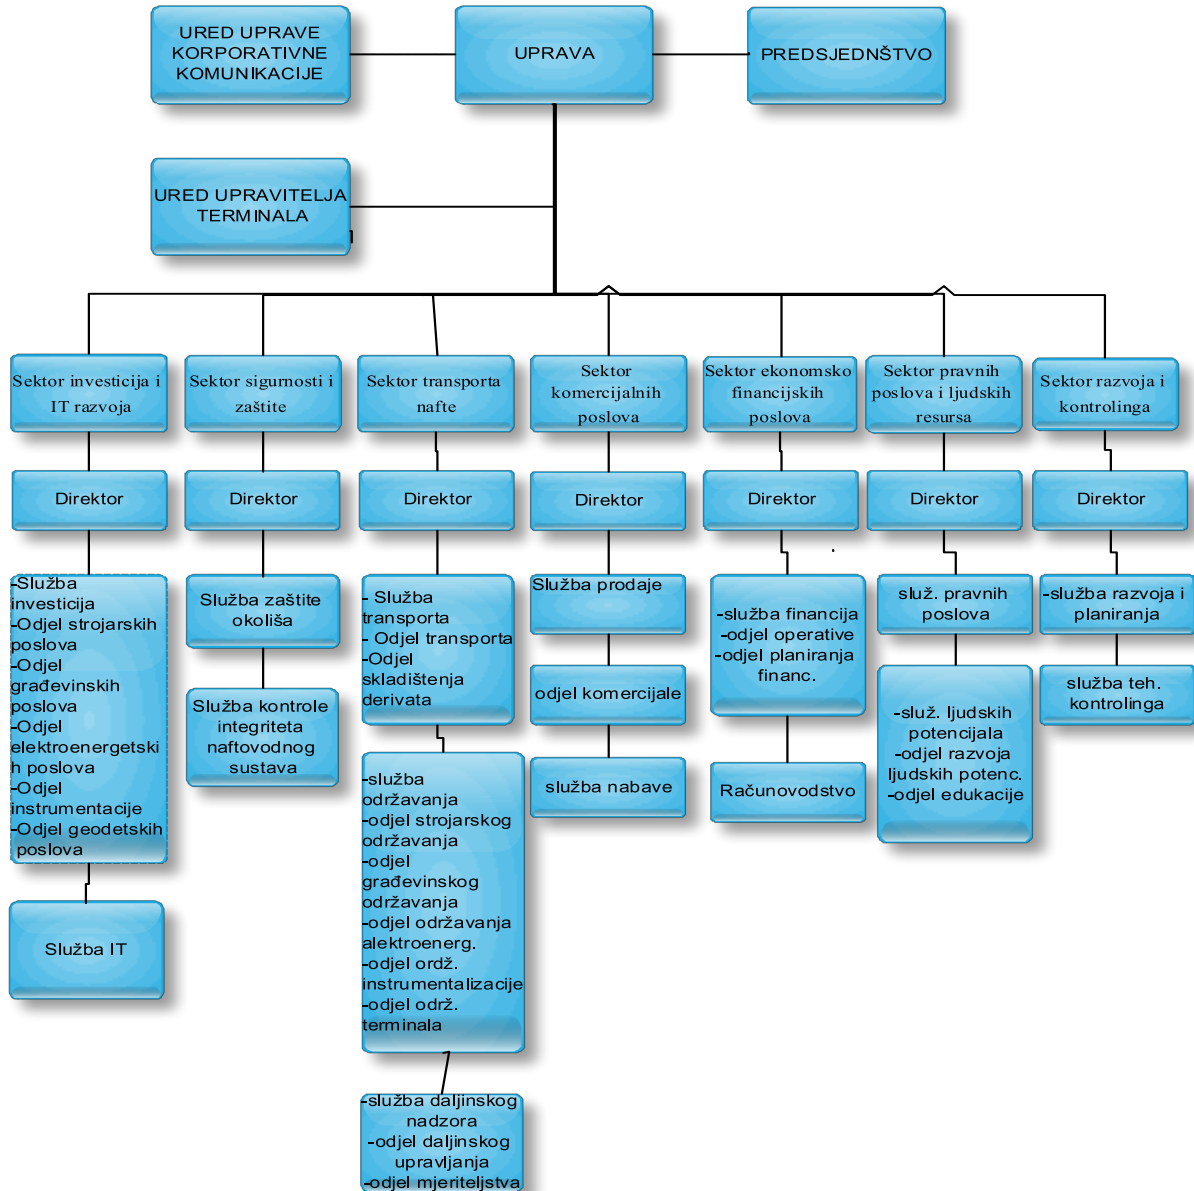 URED UPRAVE
KORPORATIVNE
KOMUNIKACIJE
UPRAVA
PREDSJEDNŠTVO
URED UPRAVITELJA
TERMINALA
Sektor investicija i
IT razvoja
Sektor sigurnosti i
zaštite
Sektor transporta
nafte
Sektor
komercijalnih
poslova
Sektor ekonomsko
financijskih
poslova
Sektor pravnih
poslova i ljudskih
resursa
Sektor razvoja i
kontrolinga
Direktor
Direktor
Direktor
Direktor
Direktor
Direktor
Direktor
-Služba
investicija
-Odjel strojarskih
poslova
-Odjel
građevinskih
poslova
-Odjel
elektroenergetski
h poslova
-Odjel
instrumentacije
-Odjel geodetskih
poslova
Služba IT
Služba zaštite
okoliša
Služba kontrole
integriteta
naftovodnog
sustava
- Služba
transporta
- Odjel transporta
-Odjel
skladištenja
derivata
-služba
održavanja
-odjel strojarskog
održavanja
-odjel
građevinskog
održavanja
-odjel održavanja
alektroenerg.
-odjel ordž.
instrumentalizacije
-odjel održ.
terminala
-služba daljinskog
nadzora
-odjel daljinskog
upravljanja
-odjel mjeriteljstva
Služba prodaje
odjel komercijale
služba nabave
-služba financija
-odjel operative
-odjel planiranja
financ.
Računovodstvo
služ. pravnih
poslova
-služ. ljudskih
potencijala
-odjel razvoja
ljudskih potenc.
-odjel edukacije
-služba razvoja i
planiranja
služba teh.
kontrolinga